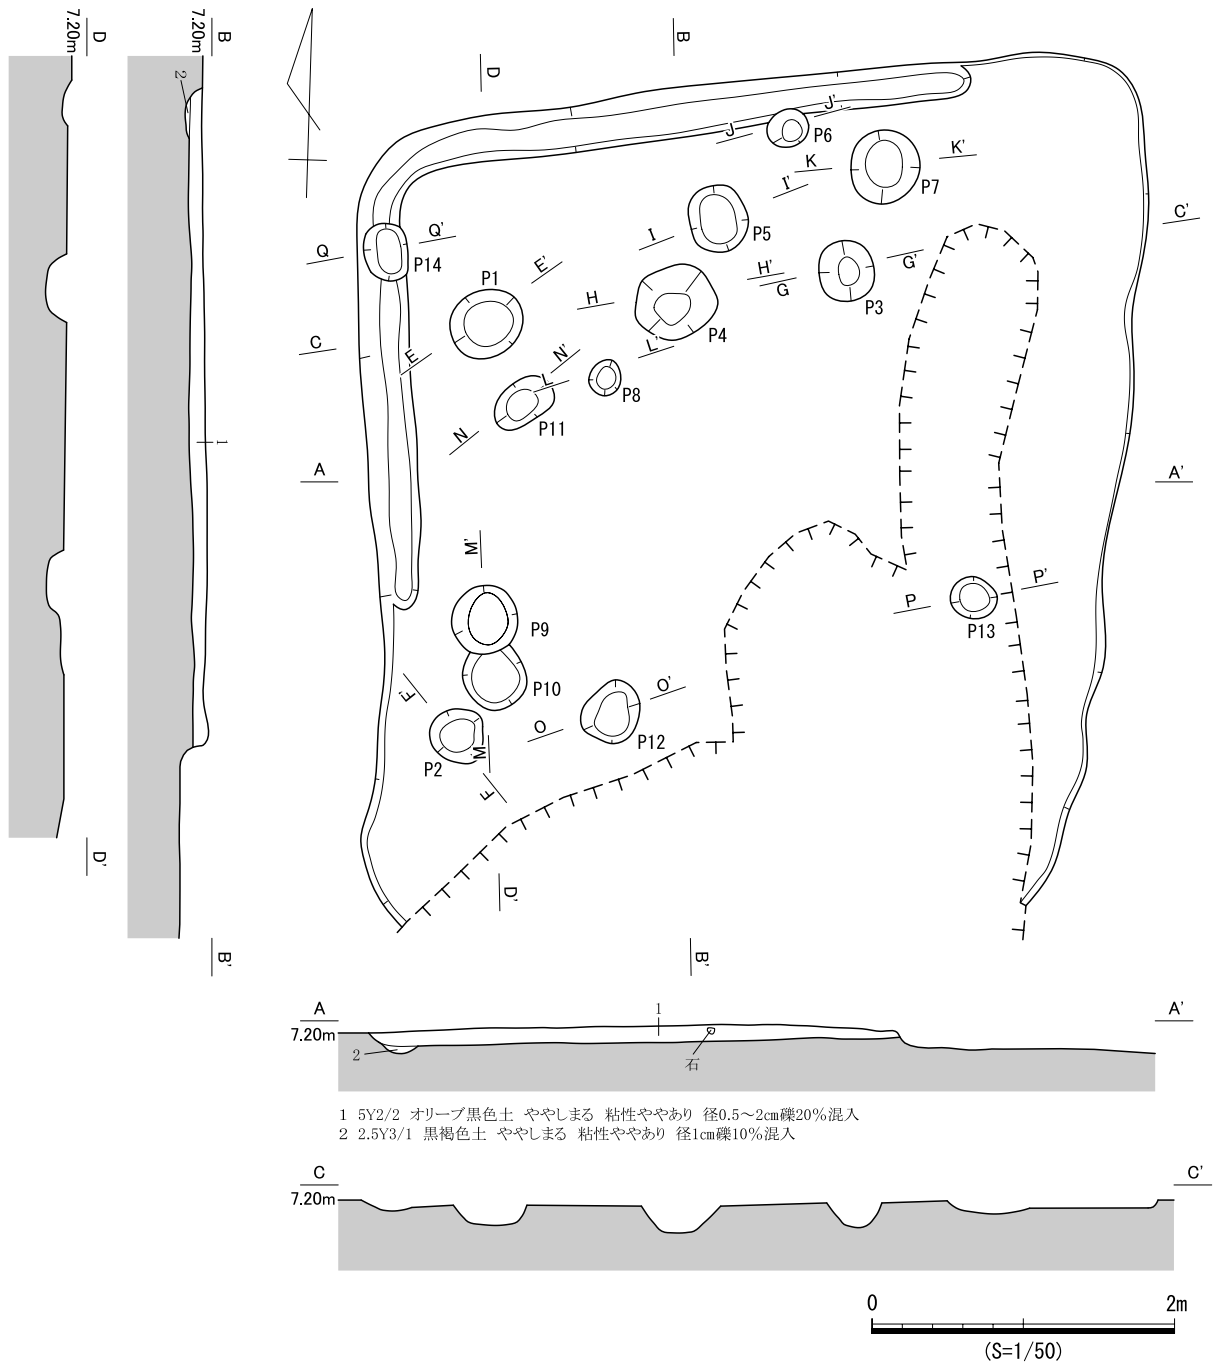 7.20m
D
7.20m
B
2
1
D'
B'
B
D
J
J'
P6
K
K'
P7
I
I'
P5
C'
Q
Q'
P14
P1
E
E'
H
H'
G
G'
P3
P4
C
N'
L
L'
P8
N
P11
A
A'
M'
P9
P
P'
P13
P10
F'
O
O'
P12
M
P2
F
D'
B'
A
7.20m
1
2
石
A'
1 5Y2/2 オリーブ黒色土 ややしまる 粘性ややあり 径0.5～2cm礫20%混入
2 2.5Y3/1 黒褐色土 ややしまる 粘性ややあり 径1cm礫10%混入
C
7.20m
C'
0 2m
(S=1/50)